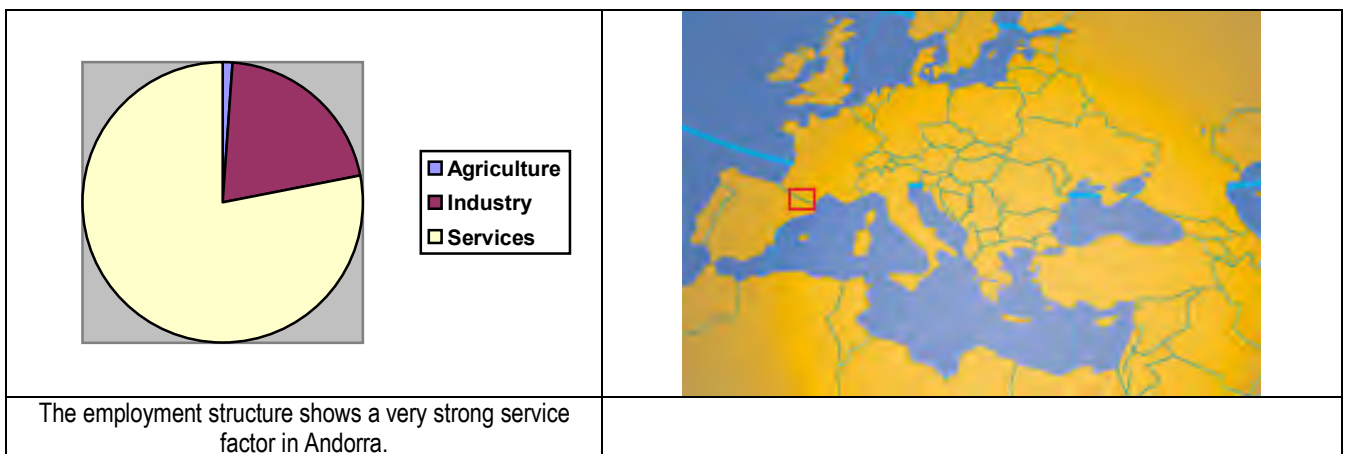 Agriculture
Industry
Services
The employment structure shows a very strong service
factor in Andorra.